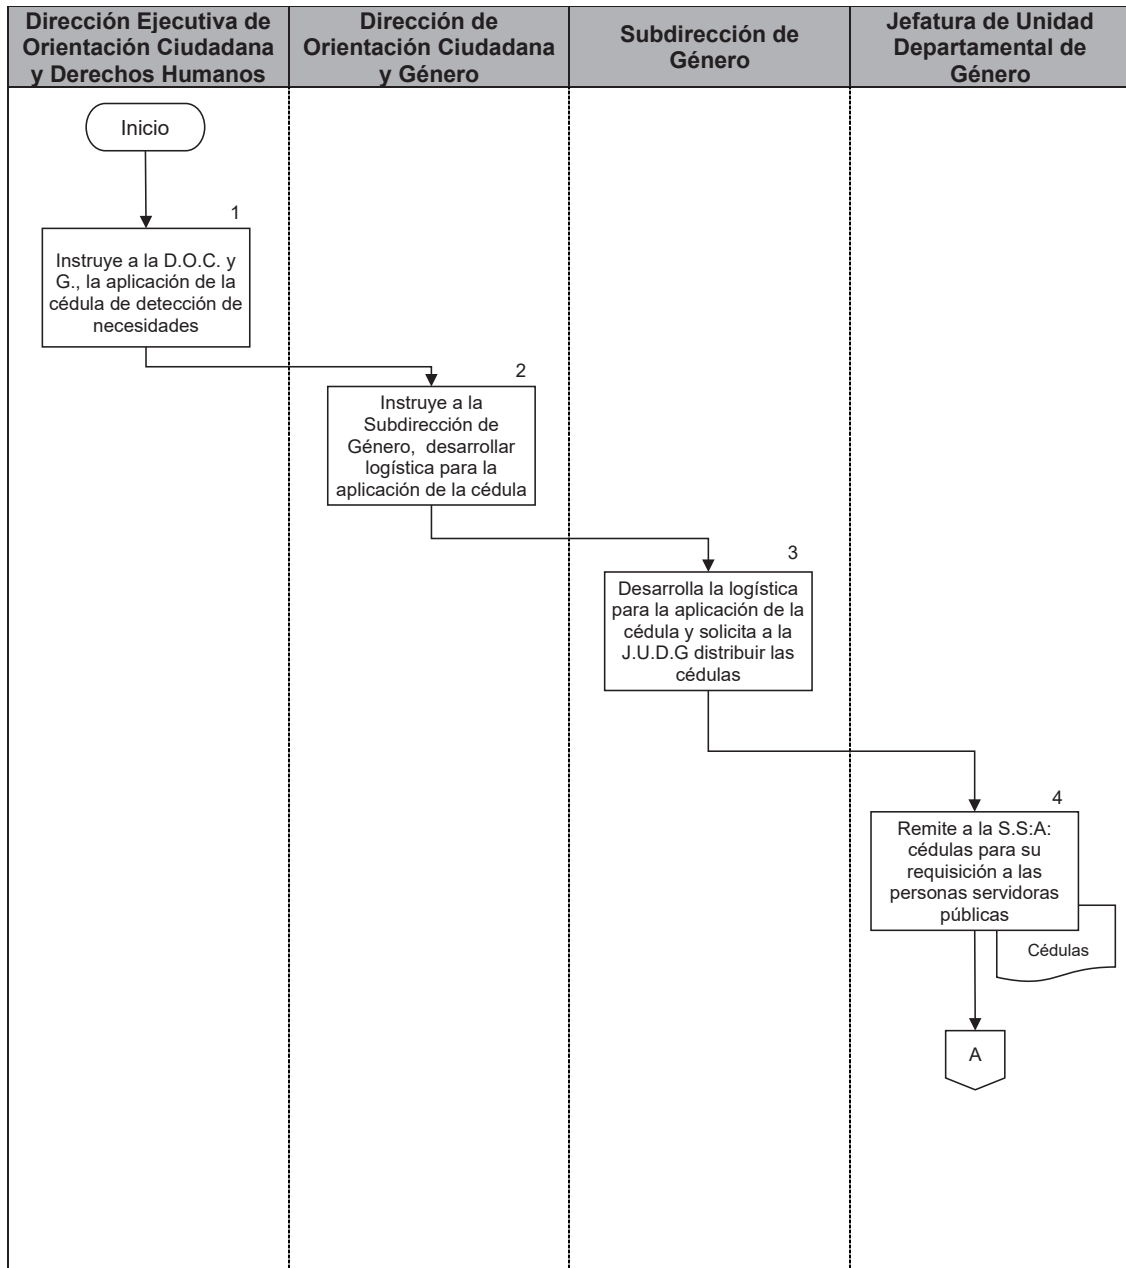 Dirección Ejecutiva de
Orientación Ciudadana
y Derechos Humanos
Dirección de
Orientación Ciudadana
y Género
Subdirección de
Género
Jefatura de Unidad
Departamental de
Género
Inicio
1
Instruye a la D.O.C. y
G., la aplicación de la
cédula de detección de
necesidades
2
Instruye a la
Subdirección de
Género, desarrollar
logística para la
aplicación de la cédula
3
Desarrolla la logística
para la aplicación de la
cédula y solicita a la
J.U.D.G distribuir las
cédulas
4
Remite a la S.S:A:
cédulas para su
requisición a las
personas servidoras
públicas
Cédulas
A